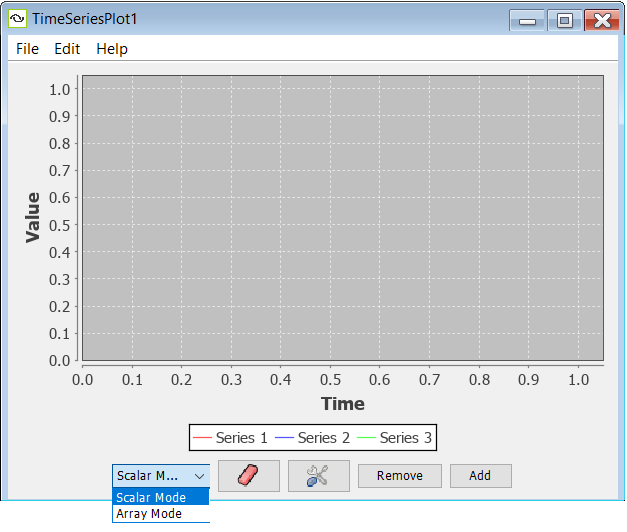 TimeSeriesPlot1
File Edit Help
1.0
0.9
0.8
0.7
0.6
0.5
0.4
0.3
0.2
0.1
0.0
Value
0.0 0.1 0.2 0.3 0.4 0.5 0.6 0.7 0.8 0.9 1.0
Time
Series 1 Series 2 Series 3
Scalar M... Remove Add
Scalar Mode
Array Mode